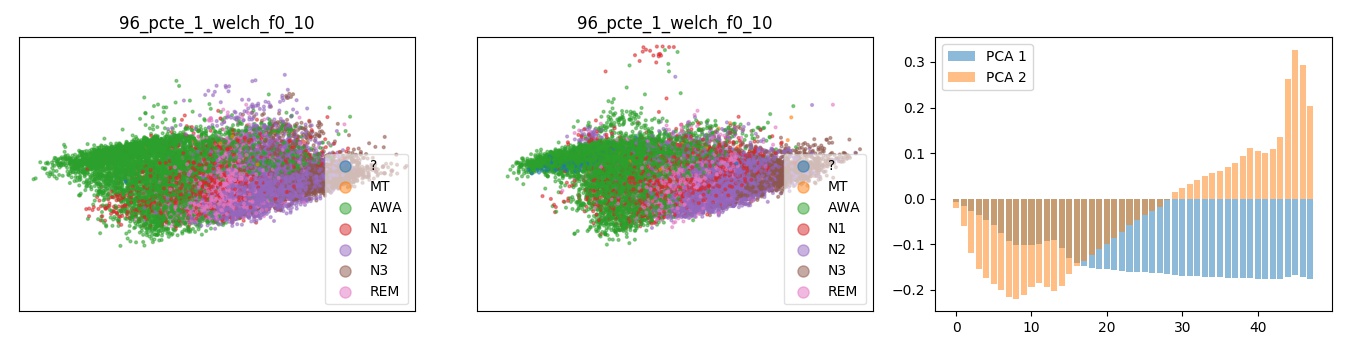 96_pcte_1_welch_f0_10
?
MT
AWA
N1
N2
N3
REM
96_pcte_1_welch_f0_10
?
MT
AWA
N1
N2
N3
REM
PCA 1
PCA 2
0.3
0.2
0.1
0.0
−0.1
−0.2
0 10 20 30 40